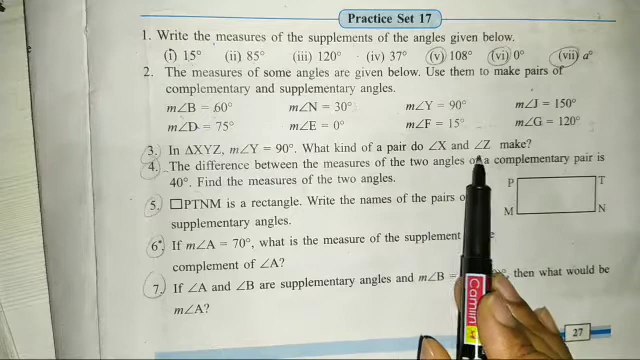 Practice Set 17
1. Write the measures of the supplements of the angles given below.
(i) 15° (ii) 85° (iii) 120° (iv) 37° (v) 108° (vi) 0° (vii) a°
2. The measures of some angles are given below. Use them to make pairs of
complementary and supplementary angles.
m∠B = 60° m∠N = 30° m∠Y = 90° m∠J = 150°
m∠D = 75° m∠E = 0° m∠F = 15° m∠G = 120°
3. In ΔXYZ, m∠Y = 90°. What kind of a pair do ∠X and ∠Z make?
4. The difference between the measures of the two angles of a complementary pair is
40°. Find the measures of the two angles.
P T
5. □PTNM is a rectangle. Write the names of the pairs
supplementary angles.
M N
6. If m∠A = 70°, what is the measure of the supplement
complement of ∠A?
7. If ∠A and ∠B are supplementary angles and m∠B = then what would be
m∠A?
Camlin
27